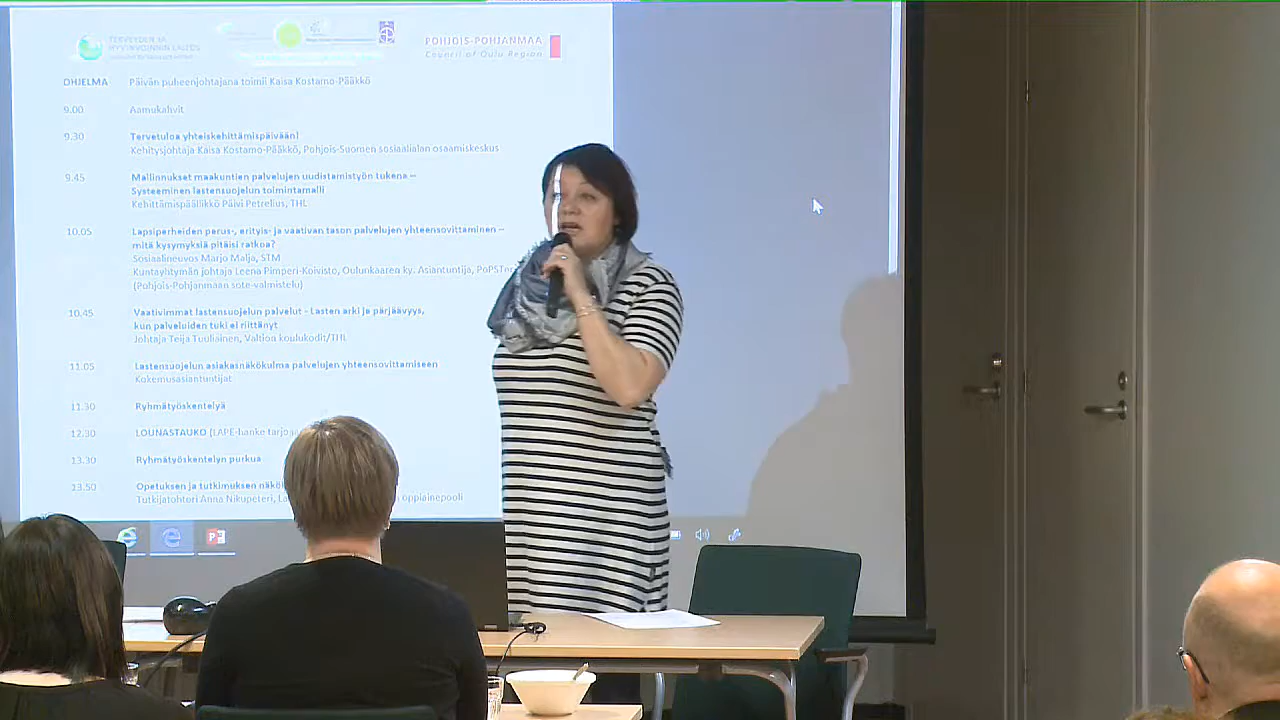 TERVEYDEN JA
HYVINVOINNIN LAITOS
POHJOIS-POHJANMAA
Council of Oulu Region
OHJELMA Päivän puheenjohtajana toimii Kaisa Kostamo-Pääkkö
9.00 Aamukahvit
9.30 Tervetuloa yhteiskehittämispäivään!
Kehitysjohtaja Kaisa Kostamo-Pääkkö, Pohjois-Suomen sosiaalialan osaamiskeskus
9.45 Mallinnukset maakuntien palvelujen uudistamistyön tukena –
Systeeminen lastensuojelun toimintamalli
Kehittämispäällikkö Päivi Petrelius, THL
10.05 Lapsiperheiden perus-, erityis- ja vaativan tason palvelujen yhteensovittaminen –
mitä kysymyksiä pitäisi ratkoa?
Sosiaalineuvos Marjo Malja, STM
Kuntayhtymän johtaja Leena Pimperi-Koivisto, Oulunkaaren ky. Asiantuntija,
(Pohjois-Pohjanmaan sote-valmistelu)
10.45 Vaativimmat lastensuojelun palvelut - Lasten arki ja pärjäävyys,
kun palveluiden tuki ei riittänyt
Johtaja Teija Tuuliainen, Valtion koulukodit/THL
11.05 Lastensuojelun asiakasnäkökulma palvelujen yhteensovittamiseen
Kokemusasiantuntijat
11.30 Ryhmätyöskentelyä
12.30 LOUNASTAUKO (LAPE-hanke
13.30 Ryhmätyöskentelyn purkua
13.50 Opetuksen ja tutkimuksen
Tutkijatohtori Anna Nikupeteri, oppiainepooli